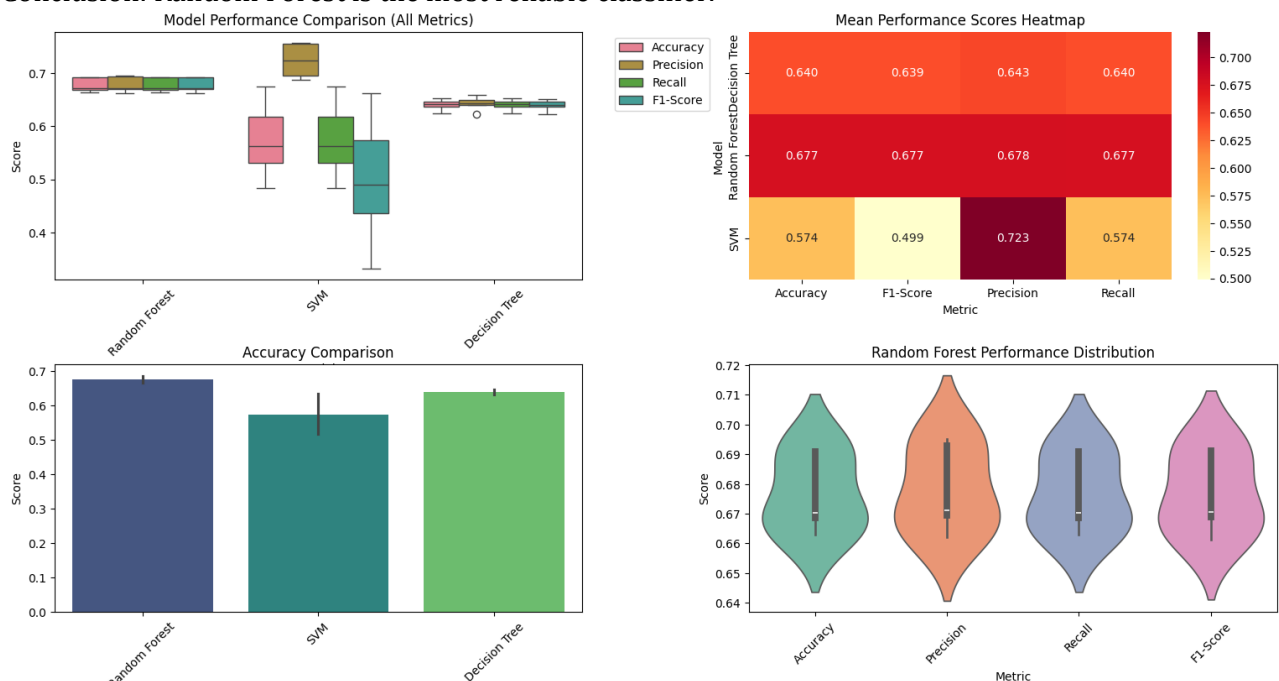 Conclusion: Random Forest is the most reliable classifier.
Model Performance Comparison (All Metrics)
Score
0.7
0.6
0.5
0.4
Random Forest
SVM
Decision Tree
Accuracy
Precision
Recall
F1-Score
Mean Performance Scores Heatmap
Model
Decision Tree
Random Forest
SVM
0.640 0.639 0.643 0.640
0.677 0.677 0.678 0.677
0.574 0.499 0.723 0.574
Accuracy F1-Score Precision Recall
Metric
0.700
0.675
0.650
0.625
0.600
0.575
0.550
0.525
0.500
Accuracy Comparison
Score
0.7
0.6
0.5
0.4
0.3
0.2
0.1
0.0
Random Forest
SVM
Decision Tree
Random Forest Performance Distribution
Score
0.72
0.71
0.70
0.69
0.68
0.67
0.66
0.65
0.64
Accuracy
Precision
Recall
F1-Score
Metric